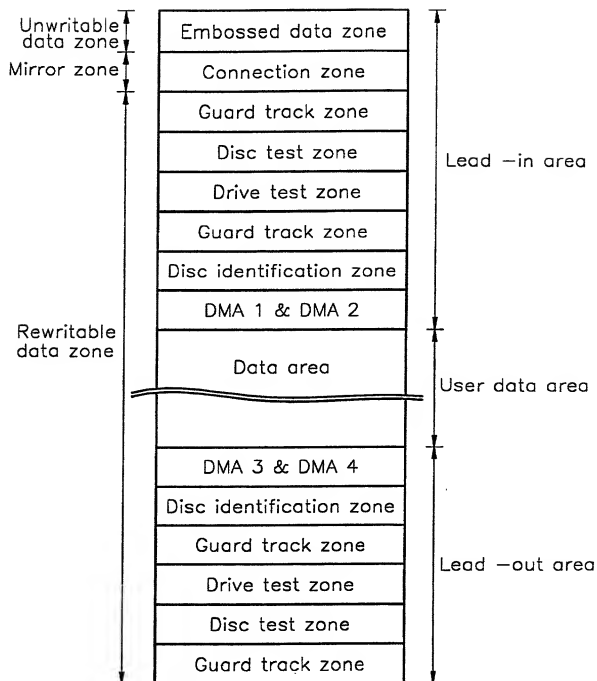 Unwritable
data zone
Embossed data zone
Mirror zone
Connection zone
Guard track zone
Disc test zone
Lead -in area
Drive test zone
Guard track zone
Disc identification zone
DMA 1 & DMA 2
Rewritable
data zone
Data area
User data area
DMA 3 & DMA 4
Disc identification zone
Guard track zone
Lead -out area
Drive test zone
Disc test zone
Guard track zone